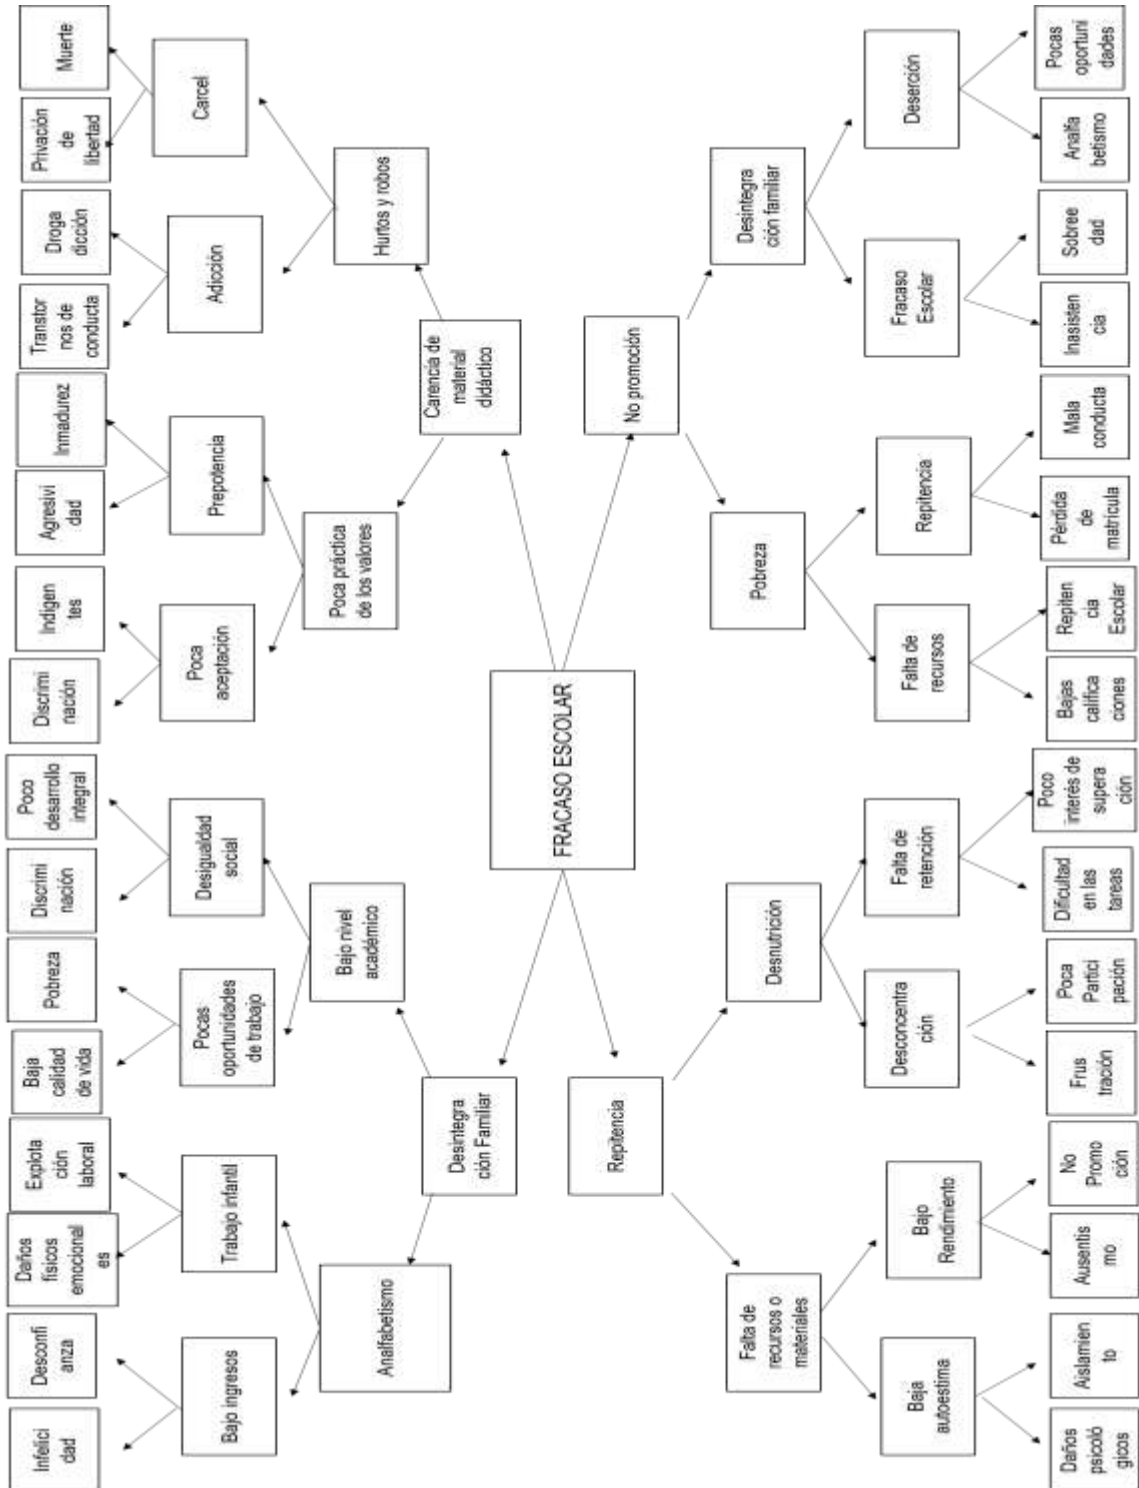 Infelici
dad
Desconfi
anza
Daños
físicos
emocional
es
Explota
ción
laboral
Baja
calidad
de vida
Pobreza
Discrimi
nación
Poco
desarrollo
integral
Discrimi
nación
Indigen
tes
Agresivi
dad
Inmadurez
Transtor
nos de
conducta
Droga
dicción
Privación
de
libertad
Muerte
Bajo ingresos
Trabajo infantil
Pocas
oportunidades
de trabajo
Desigualdad
social
Poca
aceptación
Prepotencia
Adicción
Carcel
Analfabetismo
Bajo nivel
académico
Poca práctica
de los valores
Hurtos y robos
Desintegra
ción Familiar
Carencia de
material
didáctico
FRACASO ESCOLAR
Repitencia
No promoción
Falta de
recursos o
materiales
Desnutrición
Pobreza
Desintegra
ción familiar
Baja
autoestima
Bajo
Rendimiento
Desconcentra
ción
Falta de
retención
Falta de
recursos
Repitencia
Fracaso
Escolar
Deserción
Daños
psicoló
gicos
Aislamien
to
Ausentis
mo
No
Promo
ción
Frus
tración
Poca
Partici
pación
Dificultad
en las
tareas
Poco
interés de
supera
ción
Bajas
califica
ciones
Repiten
cia
Escolar
Pérdida
de
matrícula
Mala
conducta
Inasisten
cia
Sobree
dad
Analfa
betismo
Pocas
oportuni
dades